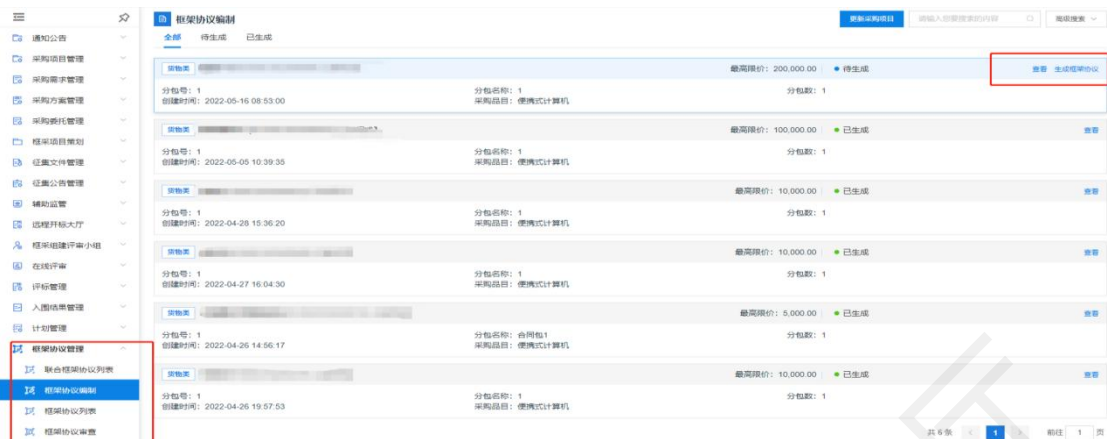 框架协议编制
更新采购项目
请输入您要搜索的内容
高级搜索
全部 待生成 已生成
通知公告
采购项目管理
采购需求管理
采购方案管理
采购委托管理
框采项目策划
征集文件管理
征集公告管理
辅助监管
远程开标大厅
框采组建评审小组
在线评审
评标管理
入围结果管理
计划管理
框架协议管理
联合框架协议列表
框架协议编制
框架协议列表
框架协议审查
货物类 最高限价：200,000.00 待生成 查看 生成框架协议
分包号：1 分包名称：1 分包数：1
创建时间：2022-05-16 08:53:00 采购品目：便携式计算机
货物类 最高限价：100,000.00 已生成 查看
分包号：1 分包名称：1 分包数：1
创建时间：2022-05-05 10:39:35 采购品目：便携式计算机
货物类 最高限价：10,000.00 已生成 查看
分包号：1 分包名称：1 分包数：1
创建时间：2022-04-28 15:36:20 采购品目：便携式计算机
货物类 最高限价：10,000.00 已生成 查看
分包号：1 分包名称：1 分包数：1
创建时间：2022-04-27 16:04:30 采购品目：便携式计算机
货物类 最高限价：5,000.00 已生成 查看
分包号：1 分包名称：合同包1 分包数：1
创建时间：2022-04-26 14:56:17 采购品目：便携式计算机
货物类 最高限价：10,000.00 已生成 查看
分包号：1 分包名称：1 分包数：1
创建时间：2022-04-26 19:57:53 采购品目：便携式计算机
共 6 条 < 1 > 前往 1 页